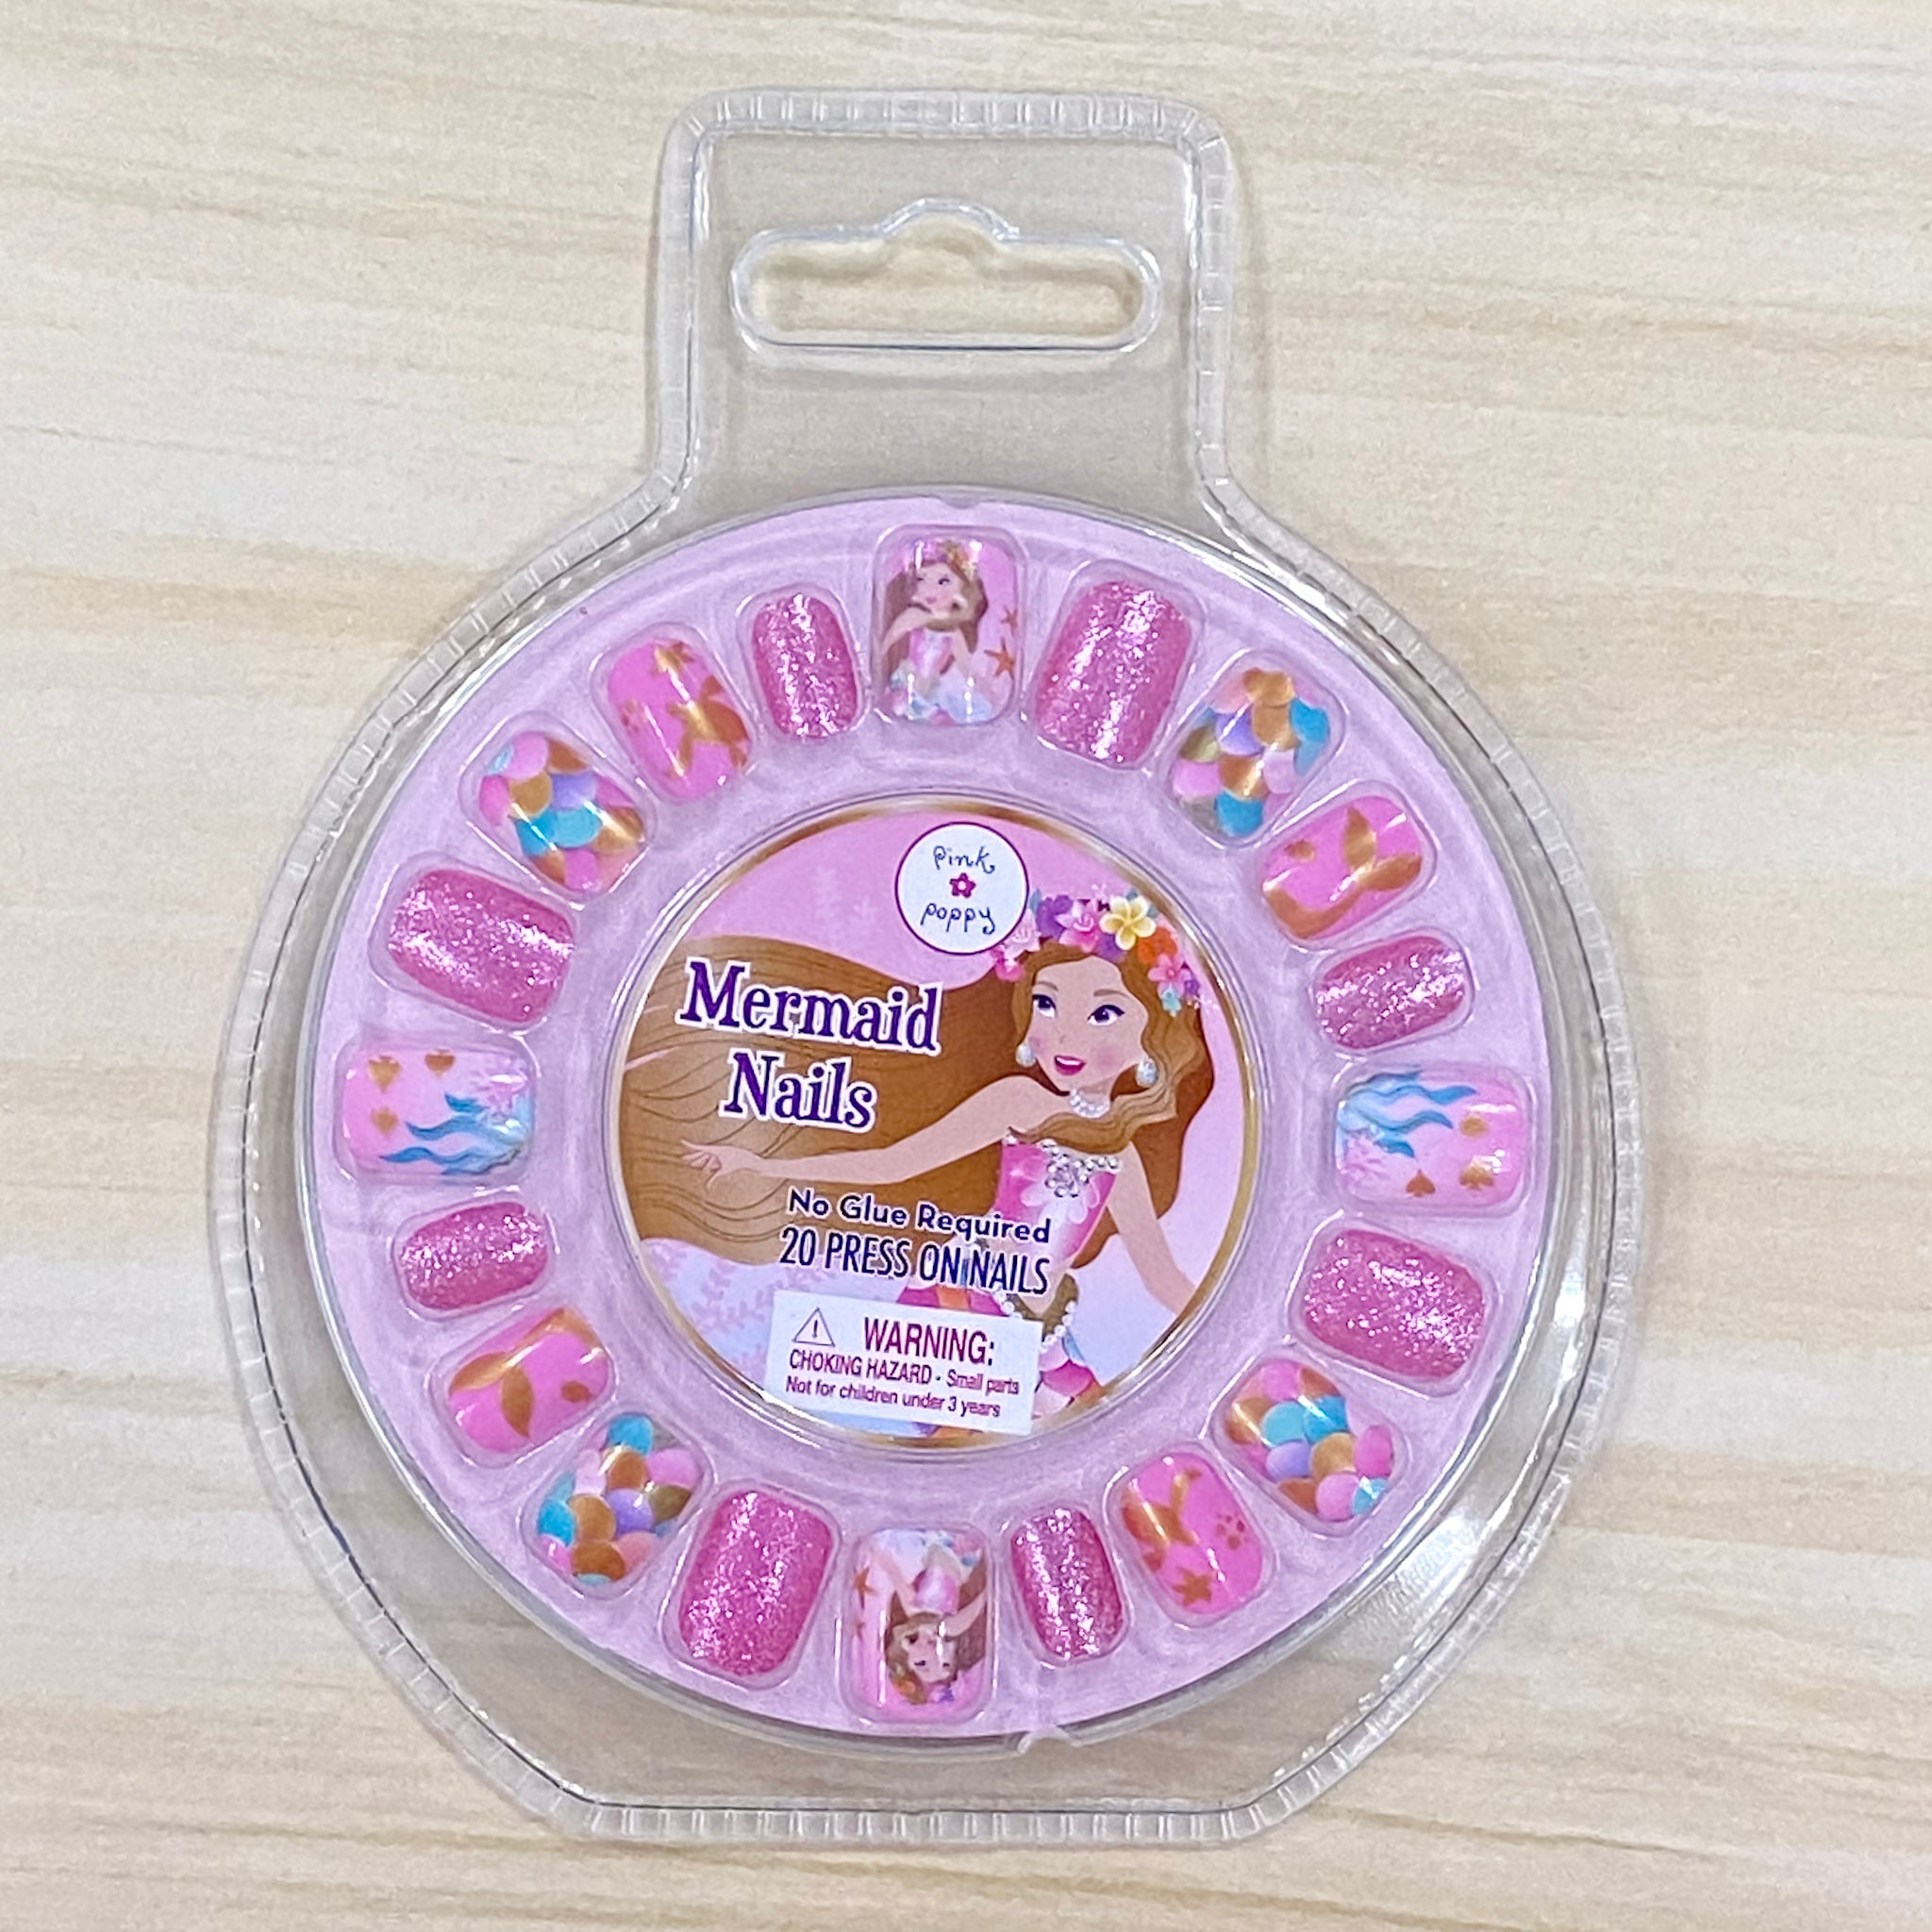 pink
poppy
Mermaid
Nails
No Glue Required
20 PRESS ON NAILS
WARNING:
CHOKING HAZARD - Small parts
Not for children under 3 years